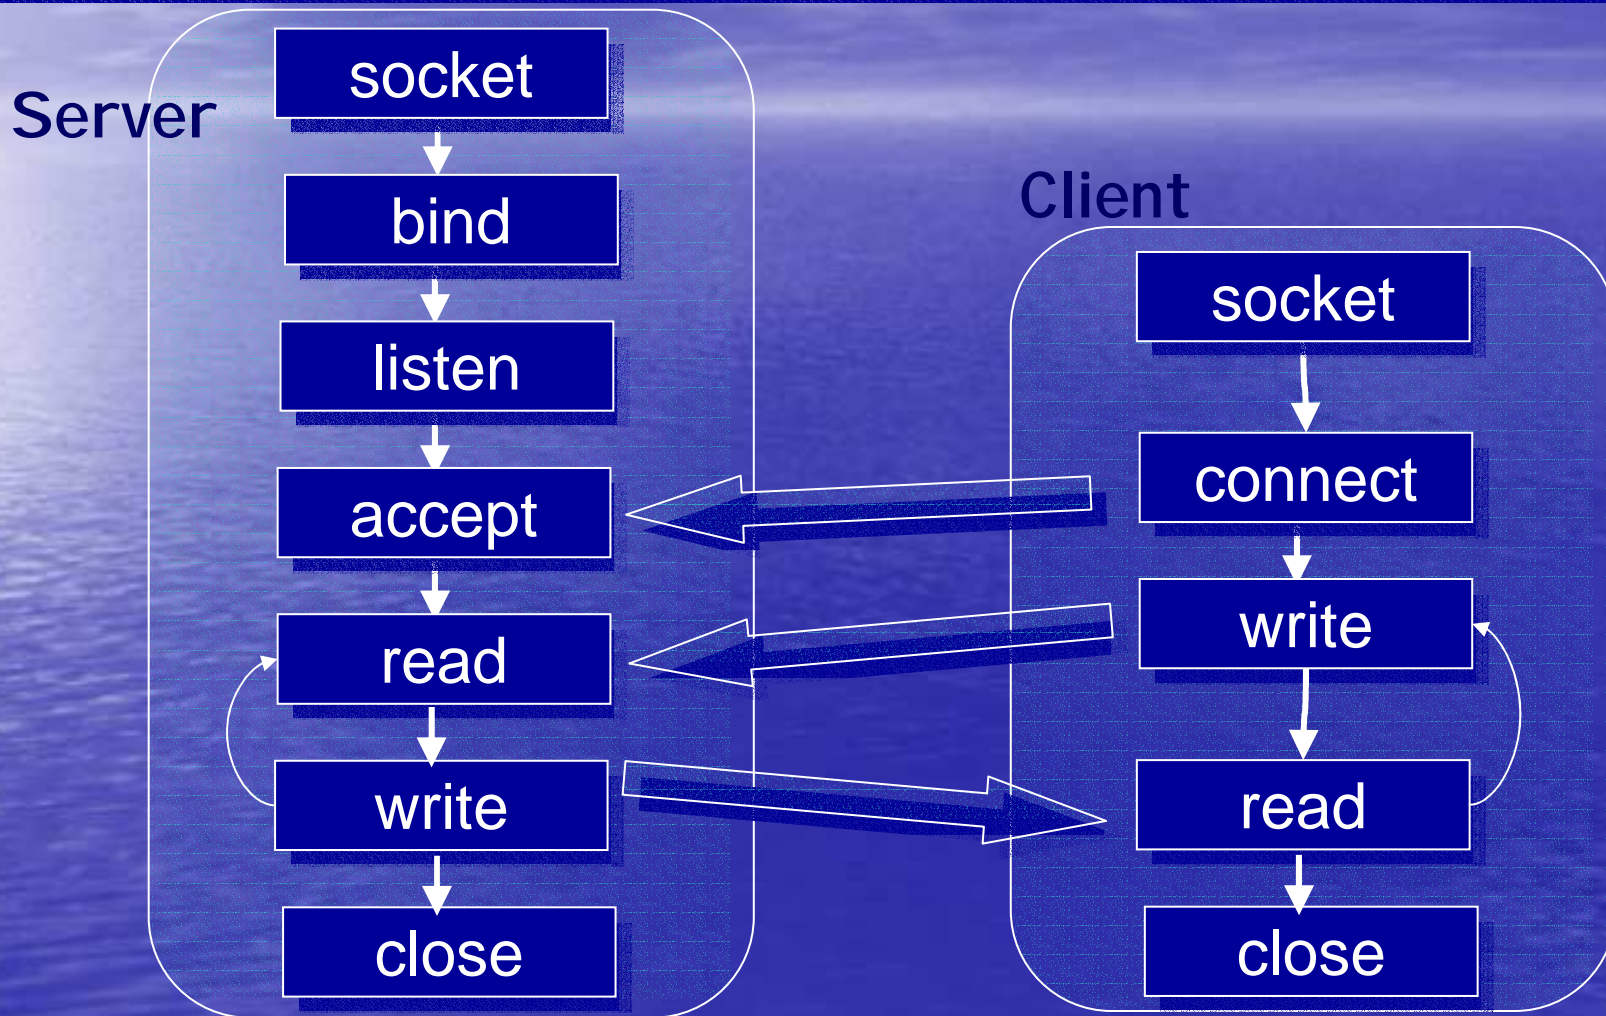 Server
socket
bind
listen
accept
read
write
close
Client
socket
connect
write
read
close